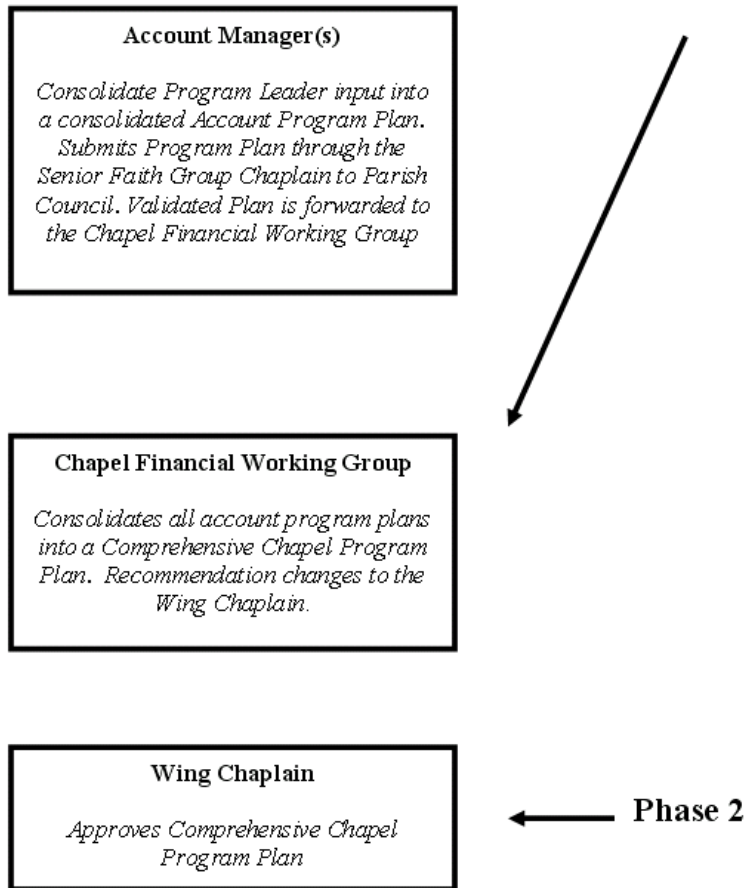 Account Manager(s)
Consolidate Program Leader input into
a consolidated Account Program Plan.
Submits Program Plan through the
Senior Faith Group Chaplain to Parish
Council. Validated Plan is forwarded to
the Chapel Financial Working Group
Chapel Financial Working Group
Consolidates all account program plans
into a Comprehensive Chapel Program
Plan.  Recommendation changes to the
Wing Chaplain.
Wing Chaplain
Approves Comprehensive Chapel
Program Plan
Phase 2